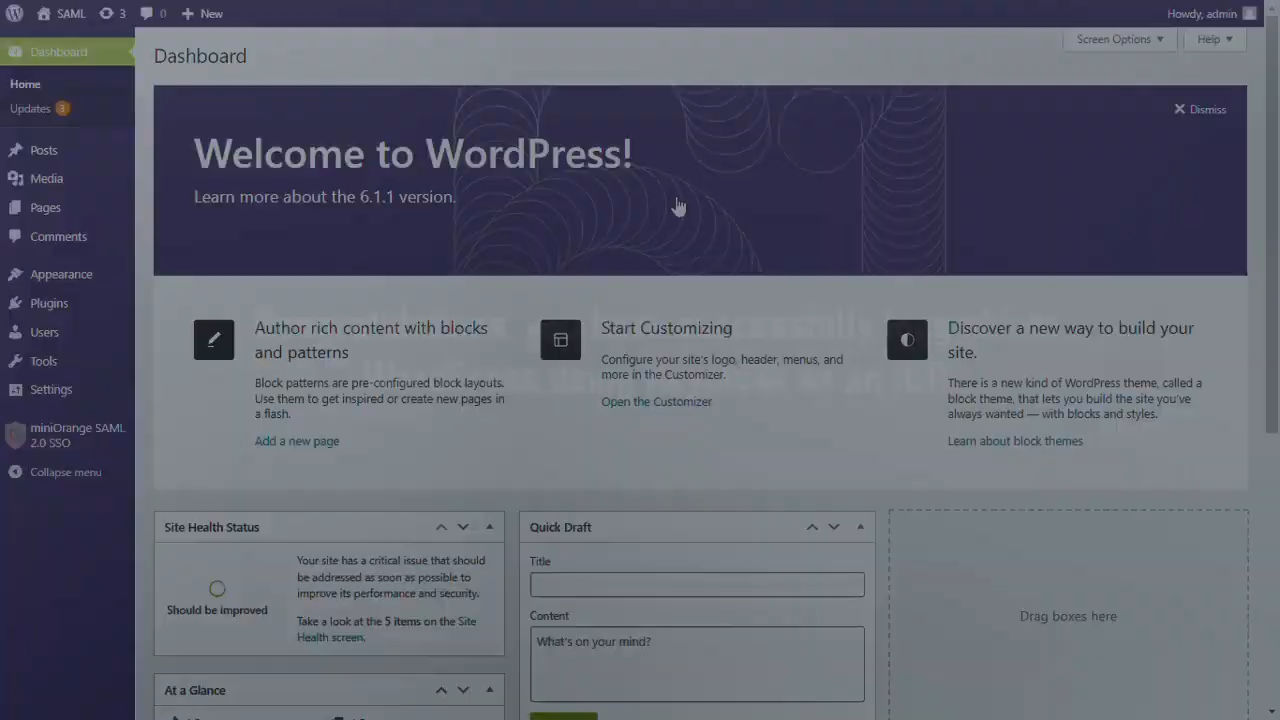 SAML
3
0
New
Howdy, admin
Dashboard
Screen Options
Help
Dashboard
Home
Updates 3
Posts
Media
Pages
Comments
Appearance
Plugins
Users
Tools
Settings
miniOrange SAML
2.0 SSO
Collapse menu
Dismiss
Welcome to WordPress!
Learn more about the 6.1.1 version.
Author rich content with blocks
and patterns
Block patterns are pre-configured block layouts.
Use them to get inspired or create new pages in
a flash.
Add a new page
Start Customizing
Configure your site's logo, header, menus, and
more in the Customizer.
Open the Customizer
Discover a new way to build your
site.
There is a new kind of WordPress theme, called a
block theme, that lets you build the site you've
always wanted — with blocks and styles.
Learn about block themes
Site Health Status
Should be improved
Your site has a critical issue that should
be addressed as soon as possible to
improve its performance and security.
Take a look at the 5 items on the Site
Health screen.
At a Glance
Quick Draft
Title
Content
What's on your mind?
Drag boxes here